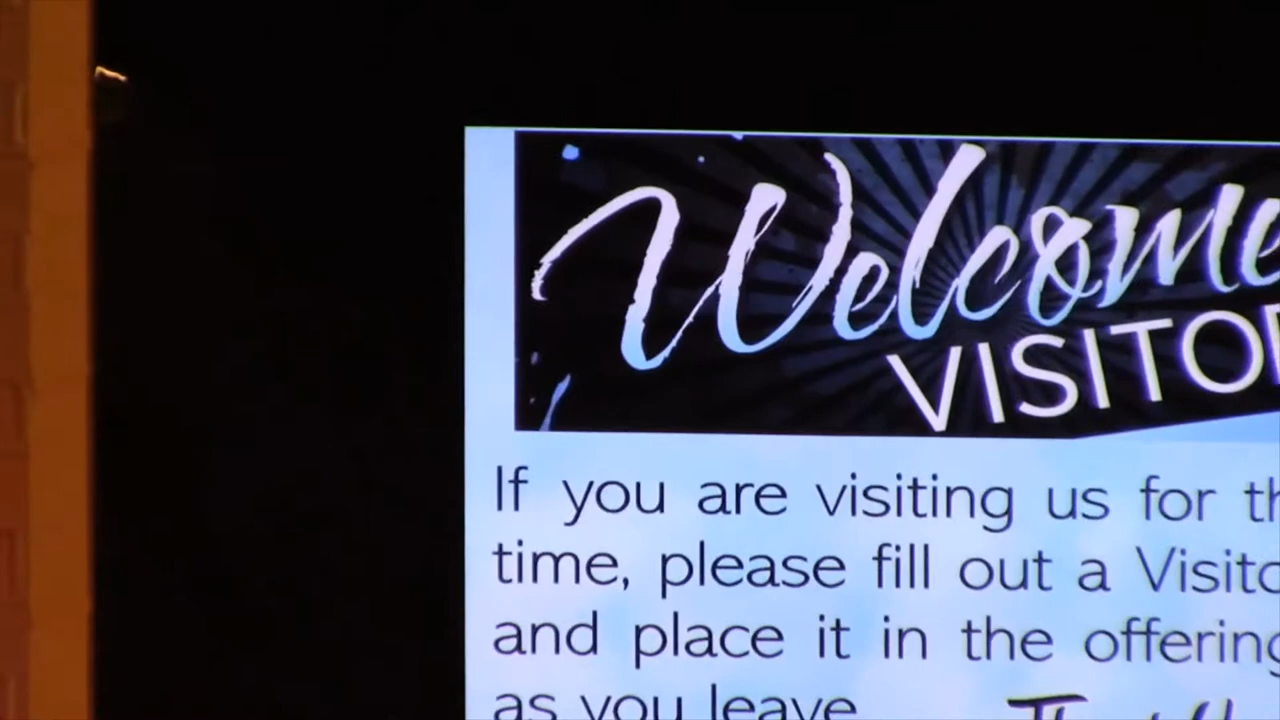 Welcome
VISITOR
If you are visiting us for th
time, please fill out a Visito
and place it in the offering
as you leave